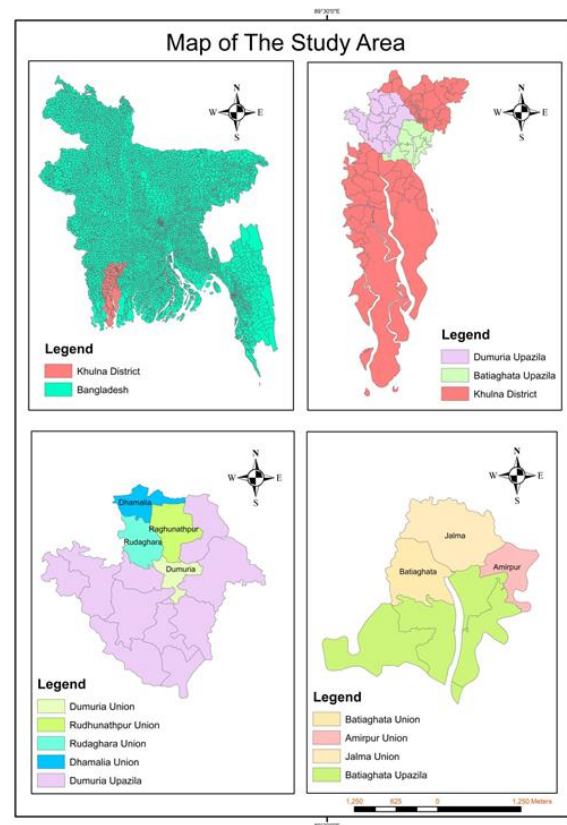 89°30'0"E
Map of The Study Area
N
W E
S
Legend
Khulna District
Bangladesh
N
W E
S
Legend
Dumuria Upazila
Batiaghata Upazila
Khulna District
N
W E
S
Dhamalia
Raghunathpur
Rudaghara
Dumuria
Legend
Dumuria Union
Rudhunathpur Union
Rudaghara Union
Dhamalia Union
Dumuria Upazila
N
W E
S
Jalma
Batiaghata
Amirpur
Legend
Batiaghata Union
Amirpur Union
Jalma Union
Batiaghata Upazila
1,250 625 0 1,250 Meters